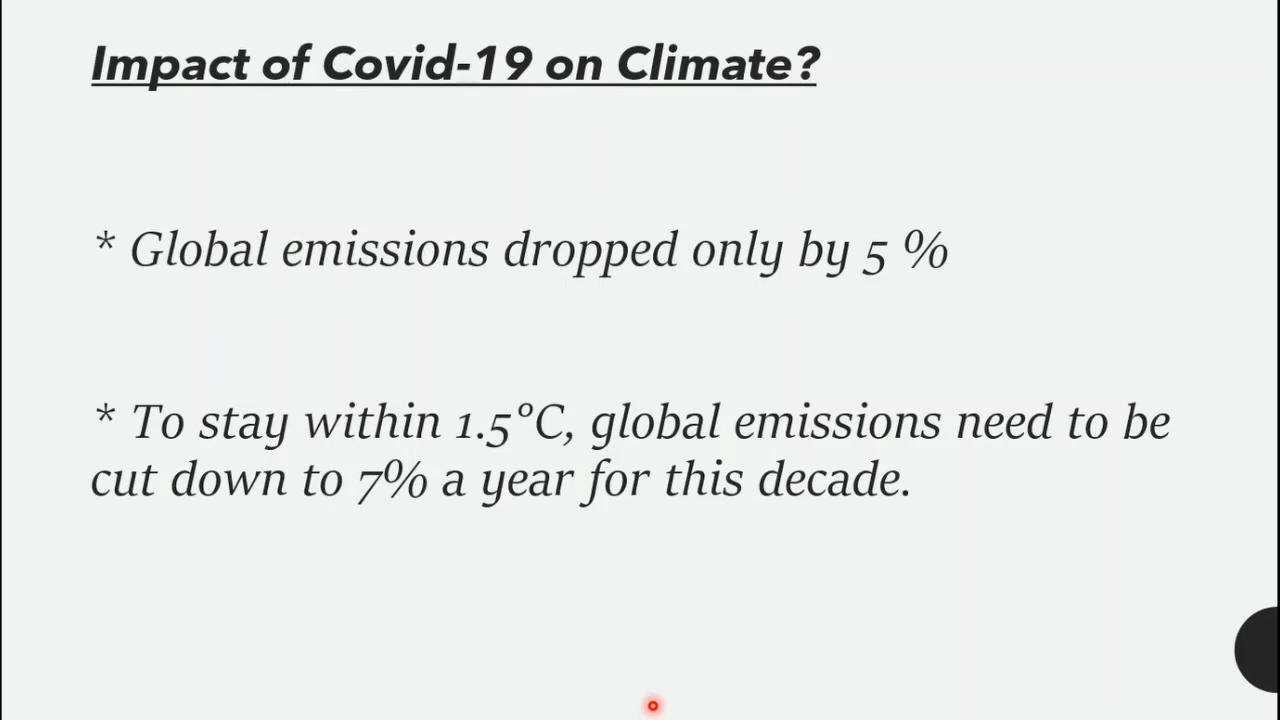 Impact of Covid-19 on Climate?
* Global emissions dropped only by 5 %
* To stay within 1.5°C, global emissions need to be
cut down to 7% a year for this decade.